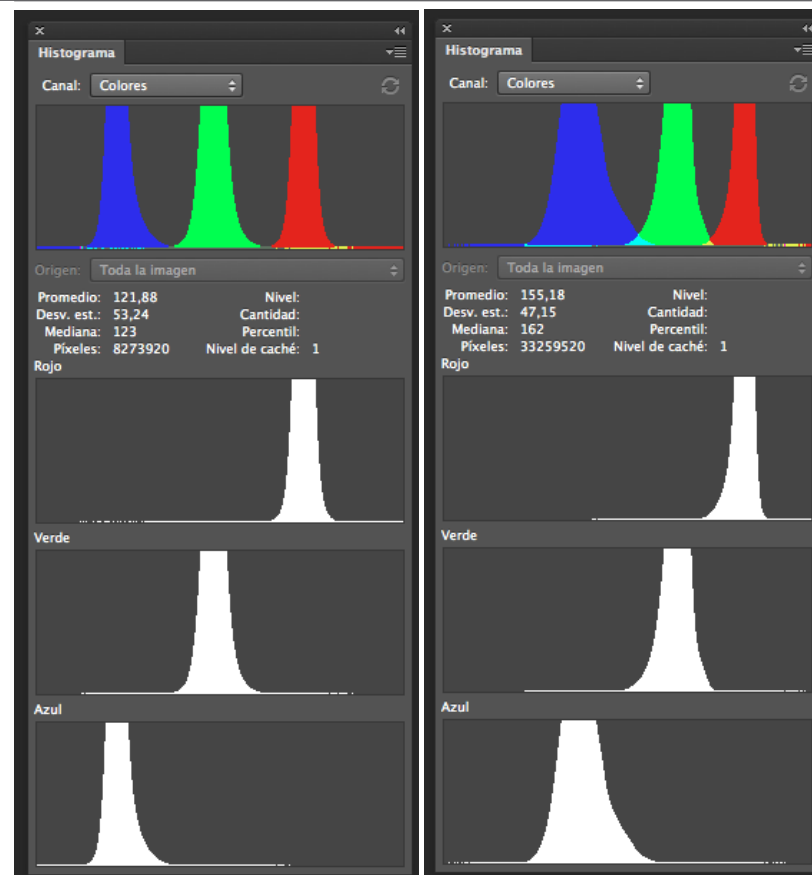 Histograma
Canal: Colores
Origen: Toda la imagen
Promedio: 121,88 Nivel:
Desv. est.: 53,24 Cantidad:
Mediana: 123 Percentil:
Píxeles: 8273920 Nivel de caché: 1
Rojo
Verde
Azul
Histograma
Canal: Colores
Origen: Toda la imagen
Promedio: 155,18 Nivel:
Desv. est.: 47,15 Cantidad:
Mediana: 162 Percentil:
Píxeles: 33259520 Nivel de caché: 1
Rojo
Verde
Azul